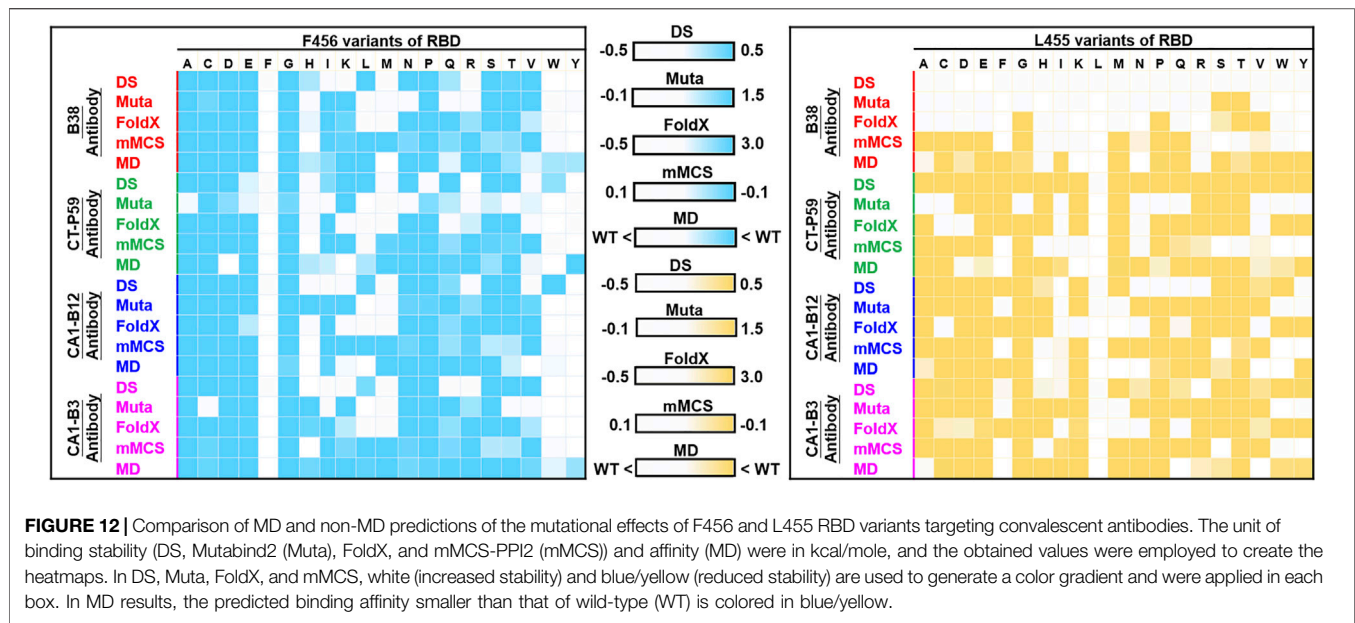 F456 variants of RBD
A C D E F G H I K L M N P Q R S T V W Y
B38
Antibody
DS
Muta
FoldX
mMCS
MD
CT-P59
Antibody
DS
Muta
FoldX
mMCS
MD
CA1-B12
Antibody
DS
Muta
FoldX
mMCS
MD
CA1-B3
Antibody
DS
Muta
FoldX
mMCS
MD
DS
-0.5 0.5
Muta
-0.1 1.5
FoldX
-0.5 3.0
mMCS
0.1 -0.1
MD
WT < < WT
DS
-0.5 0.5
Muta
-0.1 1.5
FoldX
-0.5 3.0
mMCS
0.1 -0.1
MD
WT < < WT
L455 variants of RBD
A C D E F G H I K L M N P Q R S T V W Y
B38
Antibody
DS
Muta
FoldX
mMCS
MD
CT-P59
Antibody
DS
Muta
FoldX
mMCS
MD
CA1-B12
Antibody
DS
Muta
FoldX
mMCS
MD
CA1-B3
Antibody
DS
Muta
FoldX
mMCS
MD
FIGURE 12 | Comparison of MD and non-MD predictions of the mutational effects of F456 and L455 RBD variants targeting convalescent antibodies. The unit of
binding stability (DS, Mutabind2 (Muta), FoldX, and mMCS-PPI2 (mMCS)) and affinity (MD) were in kcal/mole, and the obtained values were employed to create the
heatmaps. In DS, Muta, FoldX, and mMCS, white (increased stability) and blue/yellow (reduced stability) are used to generate a color gradient and were applied in each
box. In MD results, the predicted binding affinity smaller than that of wild-type (WT) is colored in blue/yellow.